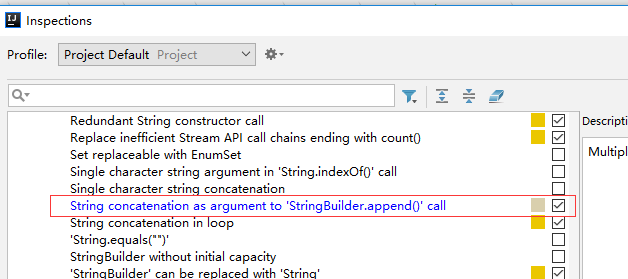 IJ Inspections
Profile: Project Default Project
Descripti
Redundant String constructor call
Multipl
Replace inefficient Stream API call chains ending with count()
Set replaceable with EnumSet
Single character string argument in 'String.indexOf()' call
Single character string concatenation
String concatenation as argument to 'StringBuilder.append()' call
String concatenation in loop
'String.equals("")'
StringBuilder without initial capacity
'StringBuilder' can be replaced with 'String'